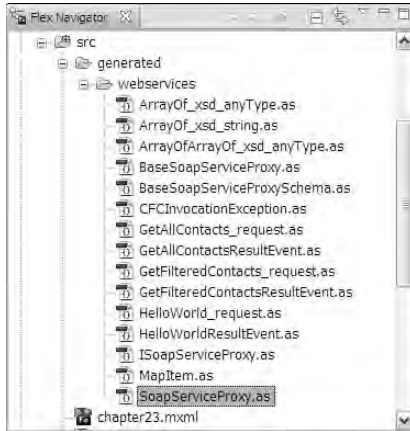 Flex Navigator
src
generated
webservices
ArrayOf_xsd_anyType.as
ArrayOf_xsd_string.as
ArrayOfArrayOf_xsd_anyType.as
BaseSoapServiceProxy.as
BaseSoapServiceProxySchema.as
CFCInvocationException.as
GetAllContacts_request.as
GetAllContactsResultEvent.as
GetFilteredContacts_request.as
GetFilteredContactsResultEvent.as
HelloWorld_request.as
HelloWorldResultEvent.as
ISoapServiceProxy.as
MapItem.as
SoapServiceProxy.as
chapter23.mxml